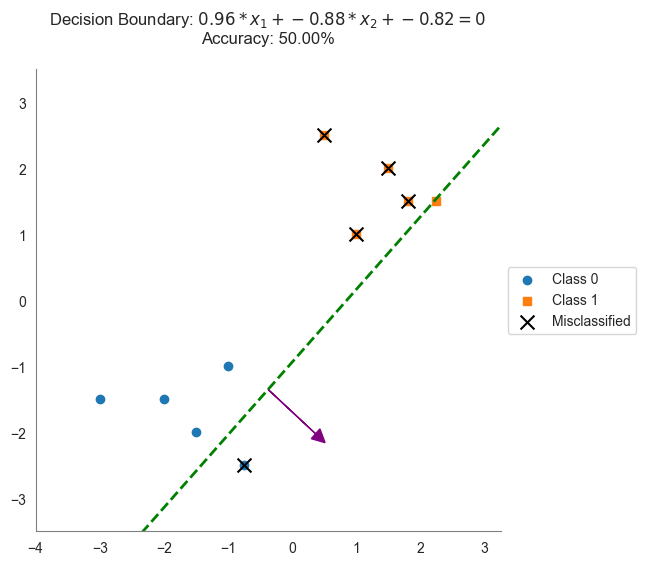 Decision Boundary: 0.96 * x₁ + − 0.88 * x₂ + − 0.82 = 0
Accuracy: 50.00%
3
2
1
0
−1
−2
−3
−4 −3 −2 −1 0 1 2 3
Class 0
Class 1
Misclassified